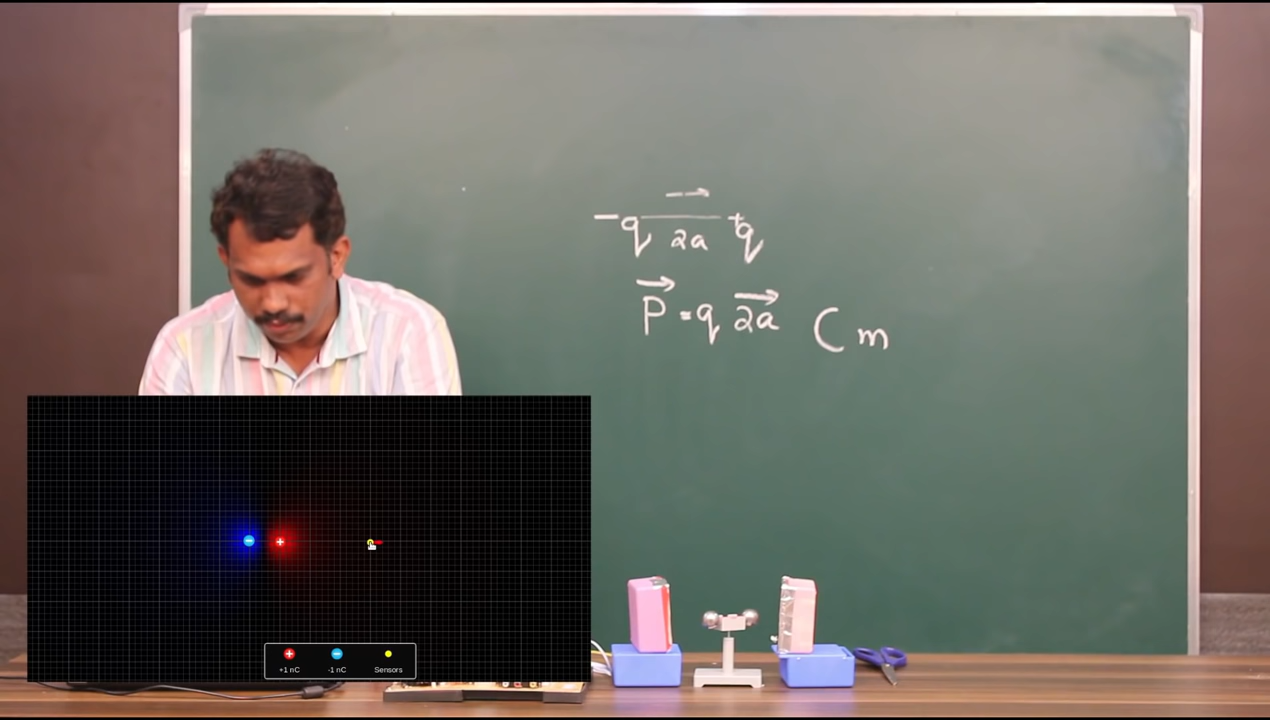 -q 2a +q
P = q 2a C m
+1 nC -1 nC Sensors